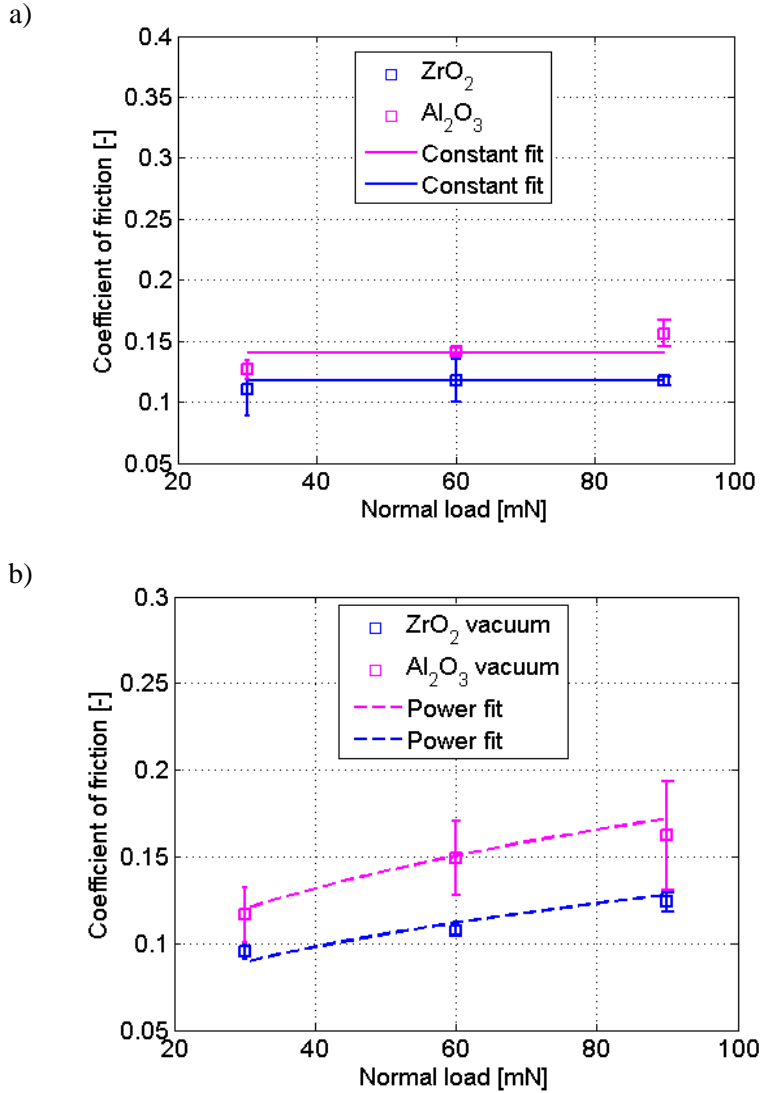 a)
0.4
0.35
0.3
0.25
0.2
0.15
0.1
0.05
Coefficient of friction [-]
ZrO2
Al2O3
Constant fit
Constant fit
20 40 60 80 100
Normal load [mN]
b)
0.3
0.25
0.2
0.15
0.1
0.05
Coefficient of friction [-]
ZrO2 vacuum
Al2O3 vacuum
Power fit
Power fit
20 40 60 80 100
Normal load [mN]